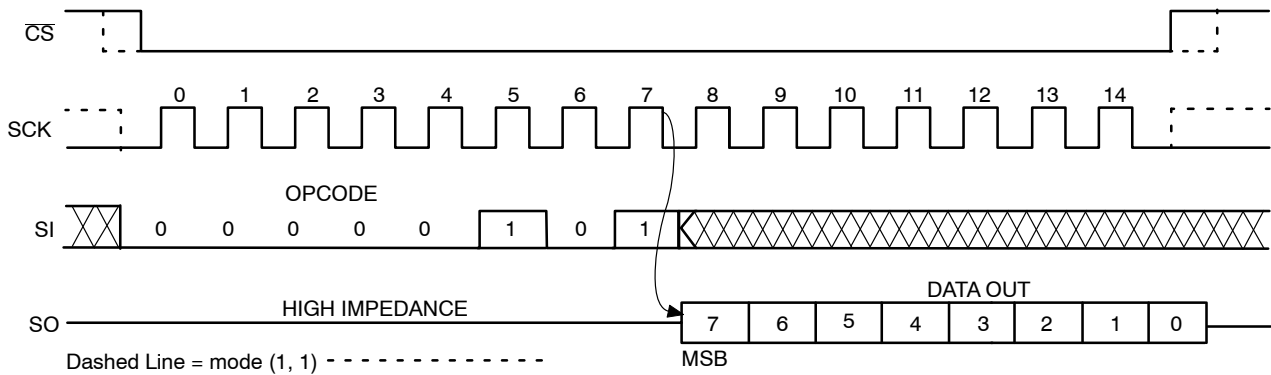 CS
0 1 2 3 4 5 6 7 8 9 10 11 12 13 14
SCK
OPCODE
SI 0 0 0 0 0 1 0 1
DATA OUT
HIGH IMPEDANCE
SO 7 6 5 4 3 2 1 0
Dashed Line = mode (1, 1) MSB